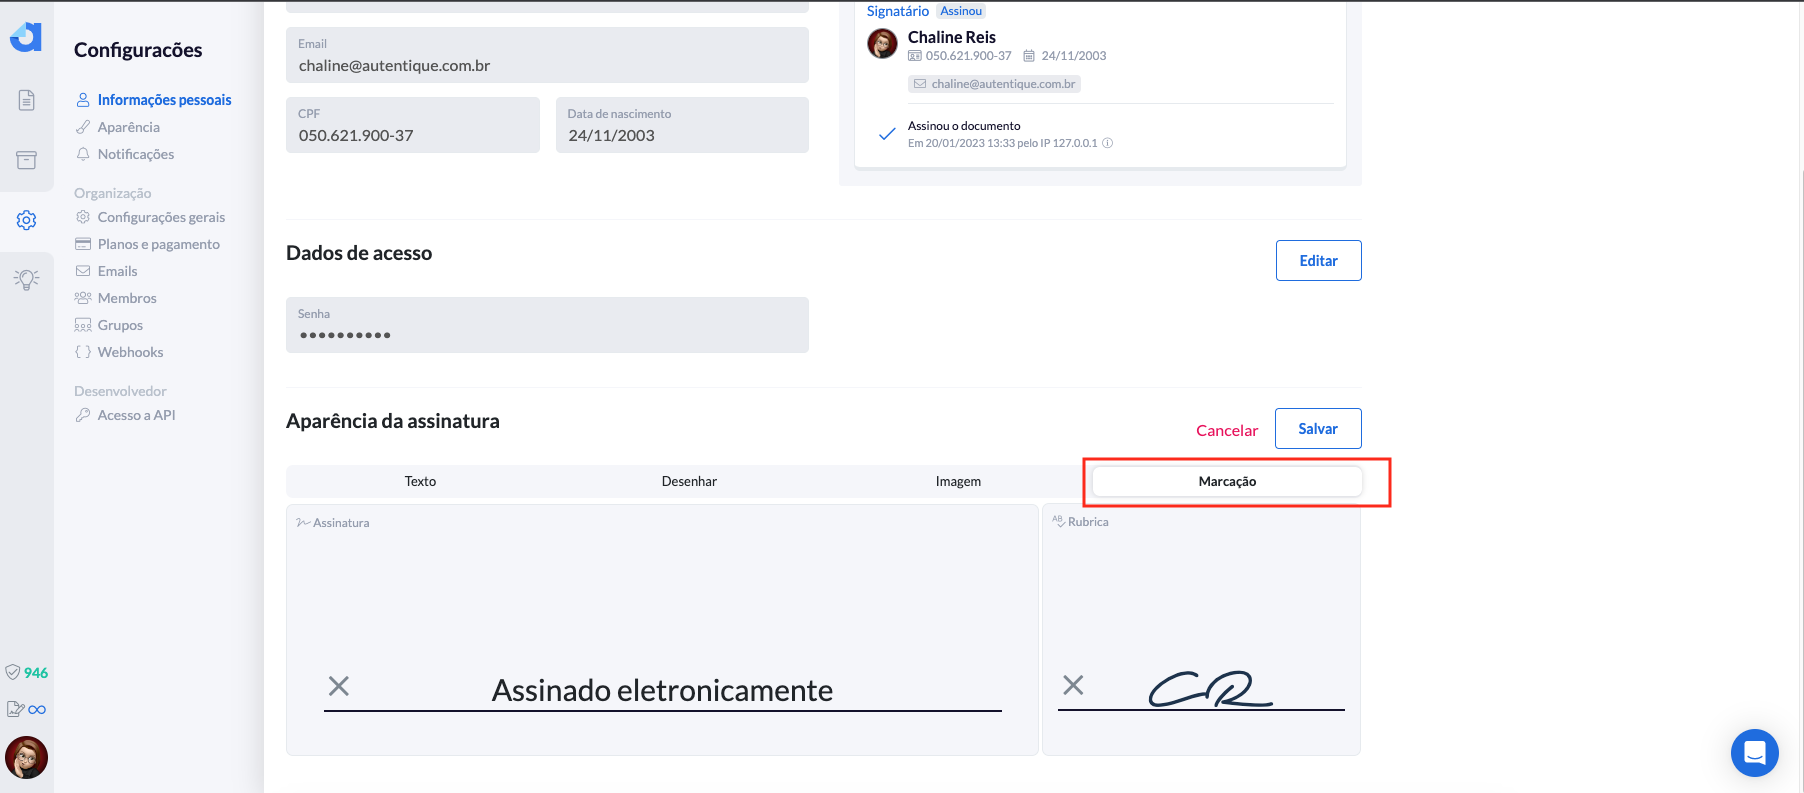 Configuracões
Informações pessoais
Aparência
Notificações
Organização
Configurações gerais
Planos e pagamento
Emails
Membros
Grupos
Webhooks
Desenvolvedor
Acesso a API
946
Email
chaline@autentique.com.br
CPF
050.621.900-37
Data de nascimento
24/11/2003
Signatário Assinou
Chaline Reis
050.621.900-37 24/11/2003
chaline@autentique.com.br
Assinou o documento
Em 20/01/2023 13:33 pelo IP 127.0.0.1
Dados de acesso
Editar
Senha
••••••••••
Aparência da assinatura
Cancelar
Salvar
Texto Desenhar Imagem Marcação
Assinatura
Assinado eletronicamente
Rubrica
CR